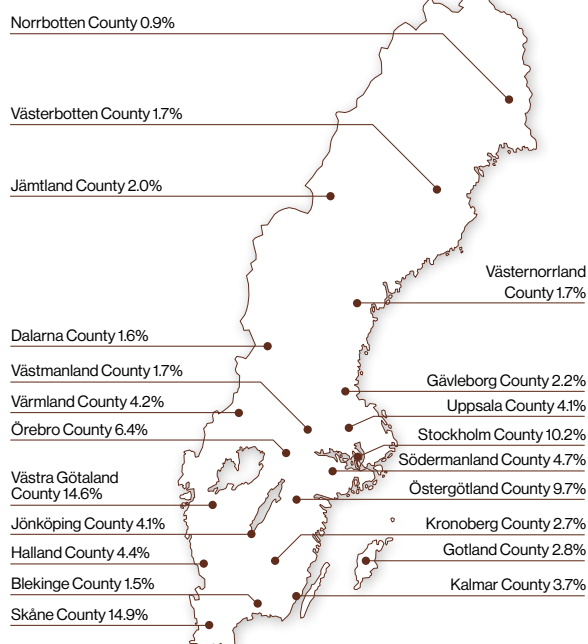 Norrbotten County 0.9%
Västerbotten County 1.7%
Jämtland County 2.0%
Västernorrland
County 1.7%
Dalarna County 1.6%
Västmanland County 1.7%
Värmland County 4.2%
Örebro County 6.4%
Västra Götaland
County 14.6%
Jönköping County 4.1%
Halland County 4.4%
Blekinge County 1.5%
Skåne County 14.9%
Gävleborg County 2.2%
Uppsala County 4.1%
Stockholm County 10.2%
Södermanland County 4.7%
Östergötland County 9.7%
Kronoberg County 2.7%
Gotland County 2.8%
Kalmar County 3.7%